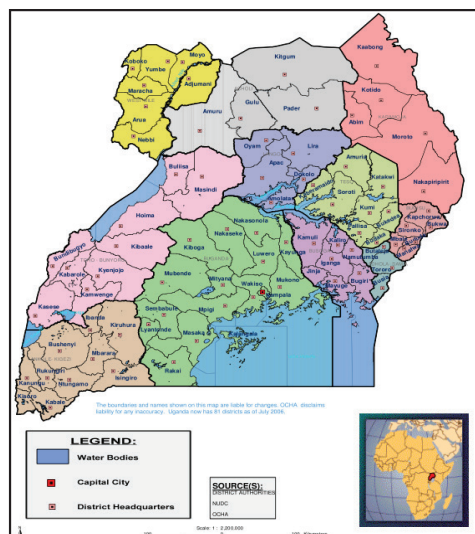 Kaabong
Kitgum
Moyo
Koboko
Yumbe
Adjumani
Maracha
Kotido
Gulu
Pader
Amuru
Abim
Arua
Moroto
Nebbi
Oyam
Lira
Apac
Amuria
Bullisa
Dokolo
Katakwi
Nakapiripirit
Masindi
Soroti
Amolatar
Kumi
Hoima
Kapchorwa
Nakasongola
Sironko
Nakaseke
Kamuli
Kaliro
Kiboga
Kibaale
Luwero
Kayunga
Bundibugyo
Iganga
Namutumba
Kabarole
Kyenjojo
Mubende
Mityana
Mukono
Jinja
Tororo
Wakiso
Kampala
Mayuge
Bugiri
Kamwenge
Kasese
Sembabule
Mpigi
Ibanda
Kiruhura
Lyantonde
Bushenyi
Masaka
Kalangala
Mbarara
Rukungiri
Isingiro
Rakai
Kanungu
Ntungamo
Kisoro
Kabale
The boundaries and names shown on this map are liable for changes. OCHA disclaims
liability for any inacuracy. Uganda now has 81 districts as of July 2006.
LEGEND:
Water Bodies
Capital City
District Headquarters
SOURCE(S):
DISTRICT AUTHORITIES
NUDC
OCHA
Scale: 1 : 2,200,000